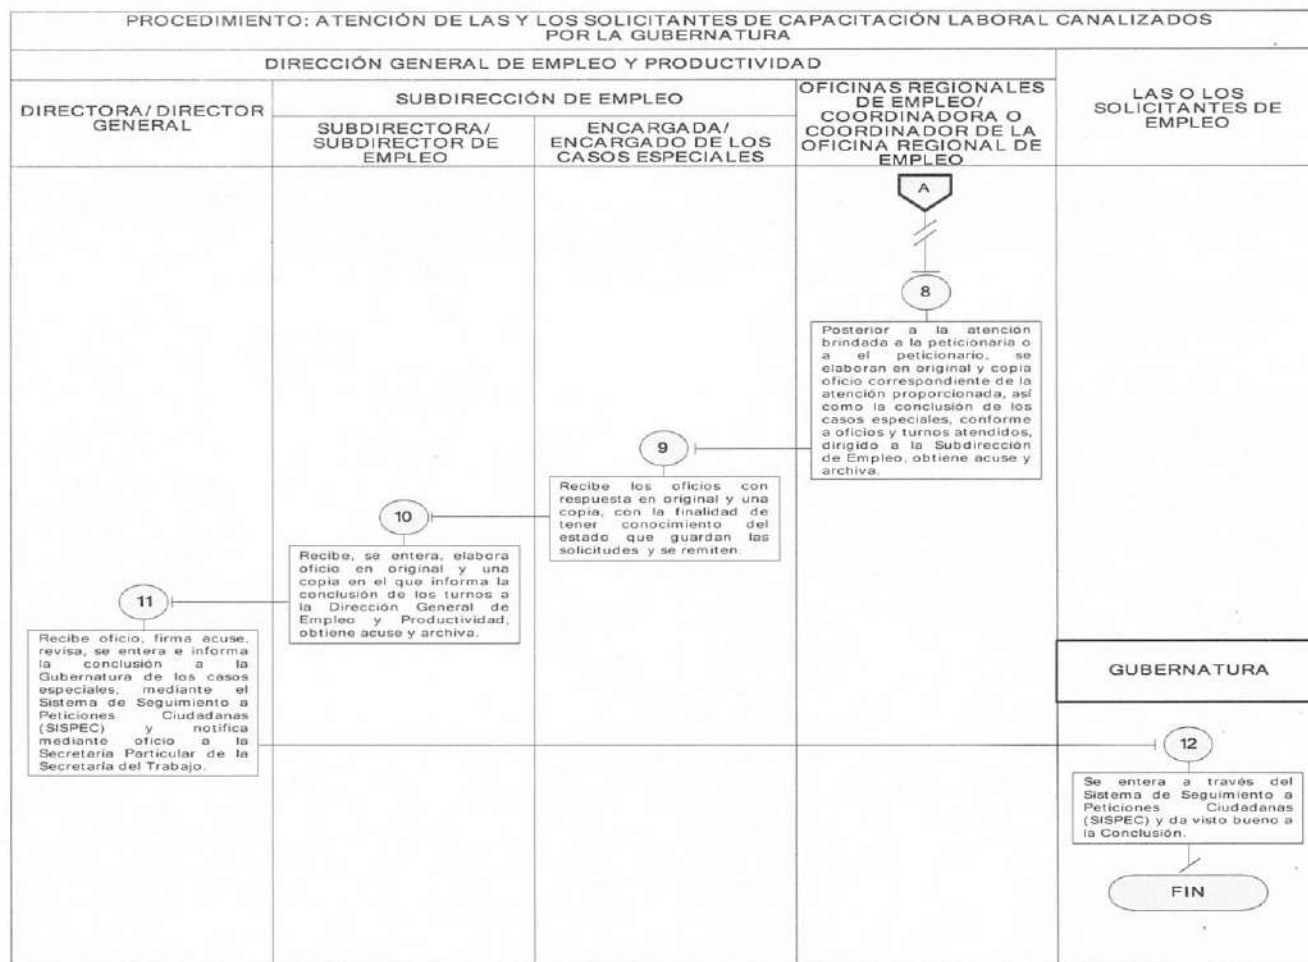 PROCEDIMIENTO: ATENCIÓN DE LAS Y LOS SOLICITANTES DE CAPACITACIÓN LABORAL CANALIZADOS
POR LA GUBERNATURA
DIRECCIÓN GENERAL DE EMPLEO Y PRODUCTIVIDAD
DIRECTORA/ DIRECTOR
GENERAL
SUBDIRECCIÓN DE EMPLEO
SUBDIRECTORA/
SUBDIRECTOR DE
EMPLEO
ENCARGADA/
ENCARGADO DE LOS
CASOS ESPECIALES
OFICINAS REGIONALES
DE EMPLEO/
COORDINADORA O
COORDINADOR DE LA
OFICINA REGIONAL DE
EMPLEO
LAS O LOS
SOLICITANTES DE
EMPLEO
A
8
Posterior a la atención
brindada a la peticionaria o
a el peticionario, se
elaboran en original y copia
oficio correspondiente de la
atención proporcionada, así
como la conclusión de los
casos especiales, conforme
a oficios y turnos atendidos,
dirigido a la Subdirección
de Empleo, obtiene acuse y
archiva.
9
Recibe los oficios con
respuesta en original y una
copia, con la finalidad de
tener conocimiento del
estado que guardan las
solicitudes y se remiten.
10
Recibe, se entera, elabora
oficio en original y una
copia en el que informa la
conclusión de los turnos a
la Dirección General de
Empleo y Productividad,
obtiene acuse y archiva.
11
Recibe oficio, firma acuse,
revisa, se entera e informa
la conclusión a la
Gubernatura de los casos
especiales, mediante el
Sistema de Seguimiento a
Peticiones Ciudadanas
(SISPEC) y notifica
mediante oficio a la
Secretaría Particular de la
Secretaría del Trabajo.
GUBERNATURA
12
Se entera a través del
Sistema de Seguimiento a
Peticiones Ciudadanas
(SISPEC) y da visto bueno a
la Conclusión.
FIN